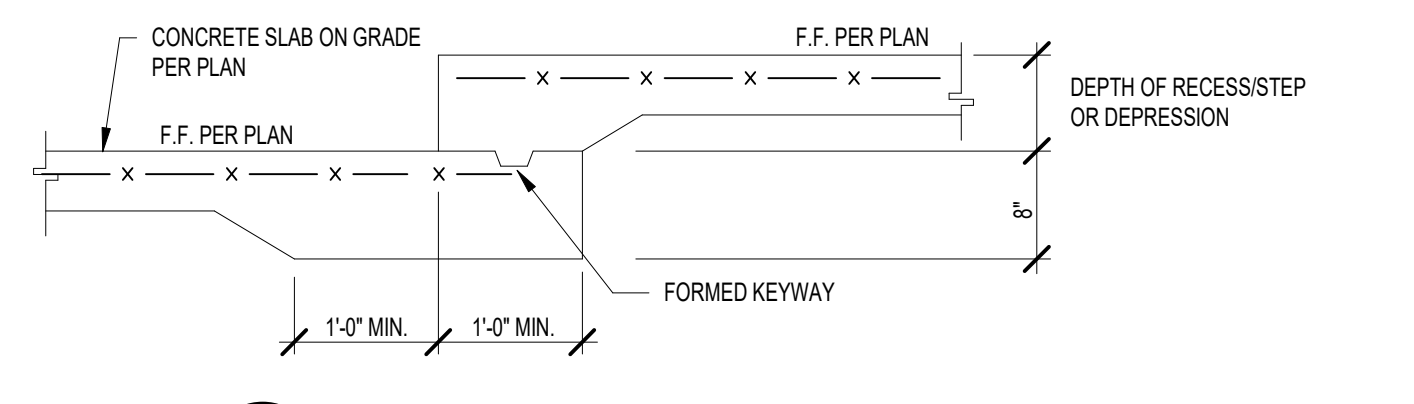 CONCRETE SLAB ON GRADE
PER PLAN
F.F. PER PLAN
F.F. PER PLAN
DEPTH OF RECESS/STEP
OR DEPRESSION
8"
FORMED KEYWAY
1'-0" MIN.
1'-0" MIN.